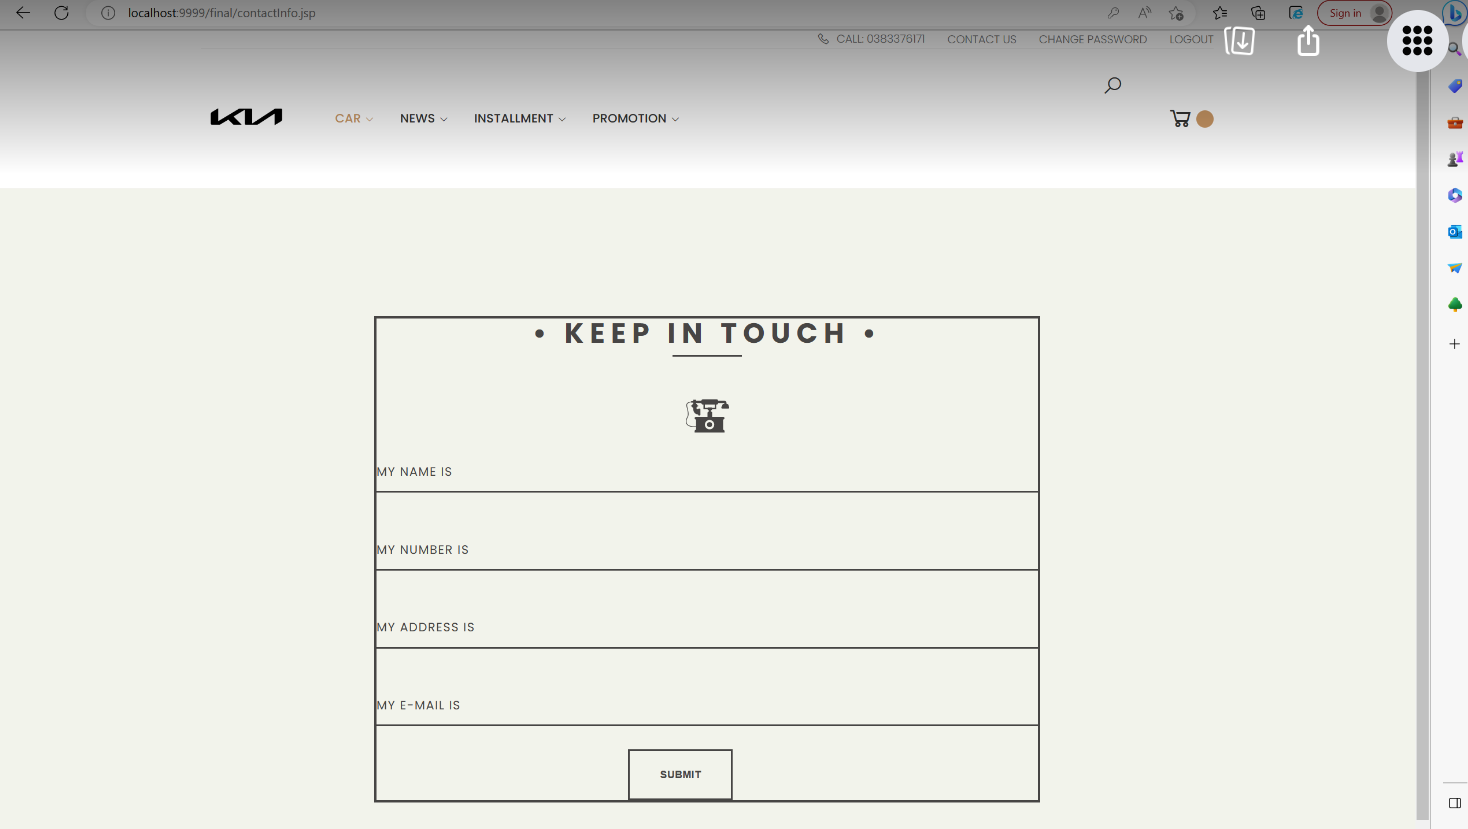 localhost:9999/final/contactInfo.jsp
Sign in
CALL: 0383376171 CONTACT US CHANGE PASSWORD LOGOUT
KIA CAR NEWS INSTALLMENT PROMOTION
• KEEP IN TOUCH •
MY NAME IS
MY NUMBER IS
MY ADDRESS IS
MY E-MAIL IS
SUBMIT